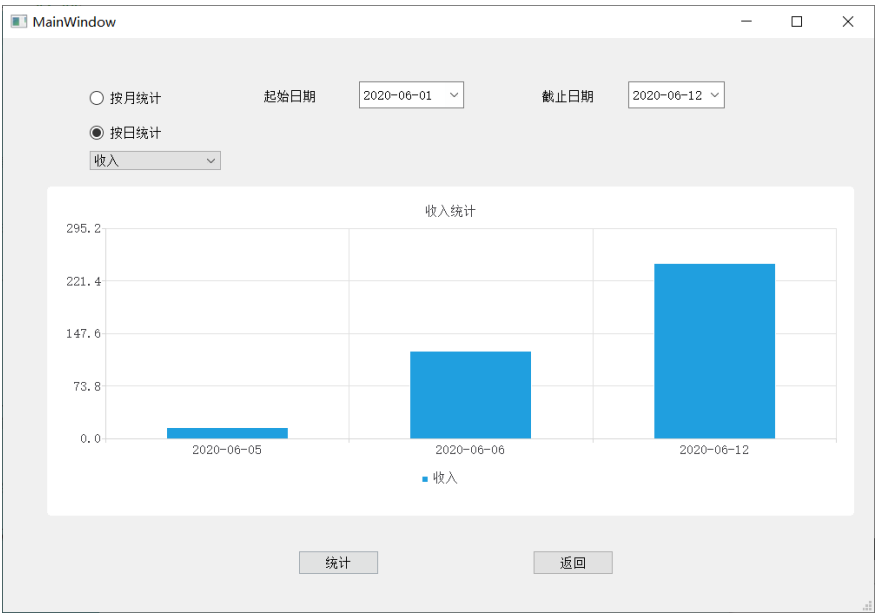 MainWindow
按月统计 起始日期 2020-06-01 截止日期 2020-06-12
按日统计
收入
收入统计
295.2
221.4
147.6
73.8
0.0
2020-06-05 2020-06-06 2020-06-12
收入
统计 返回